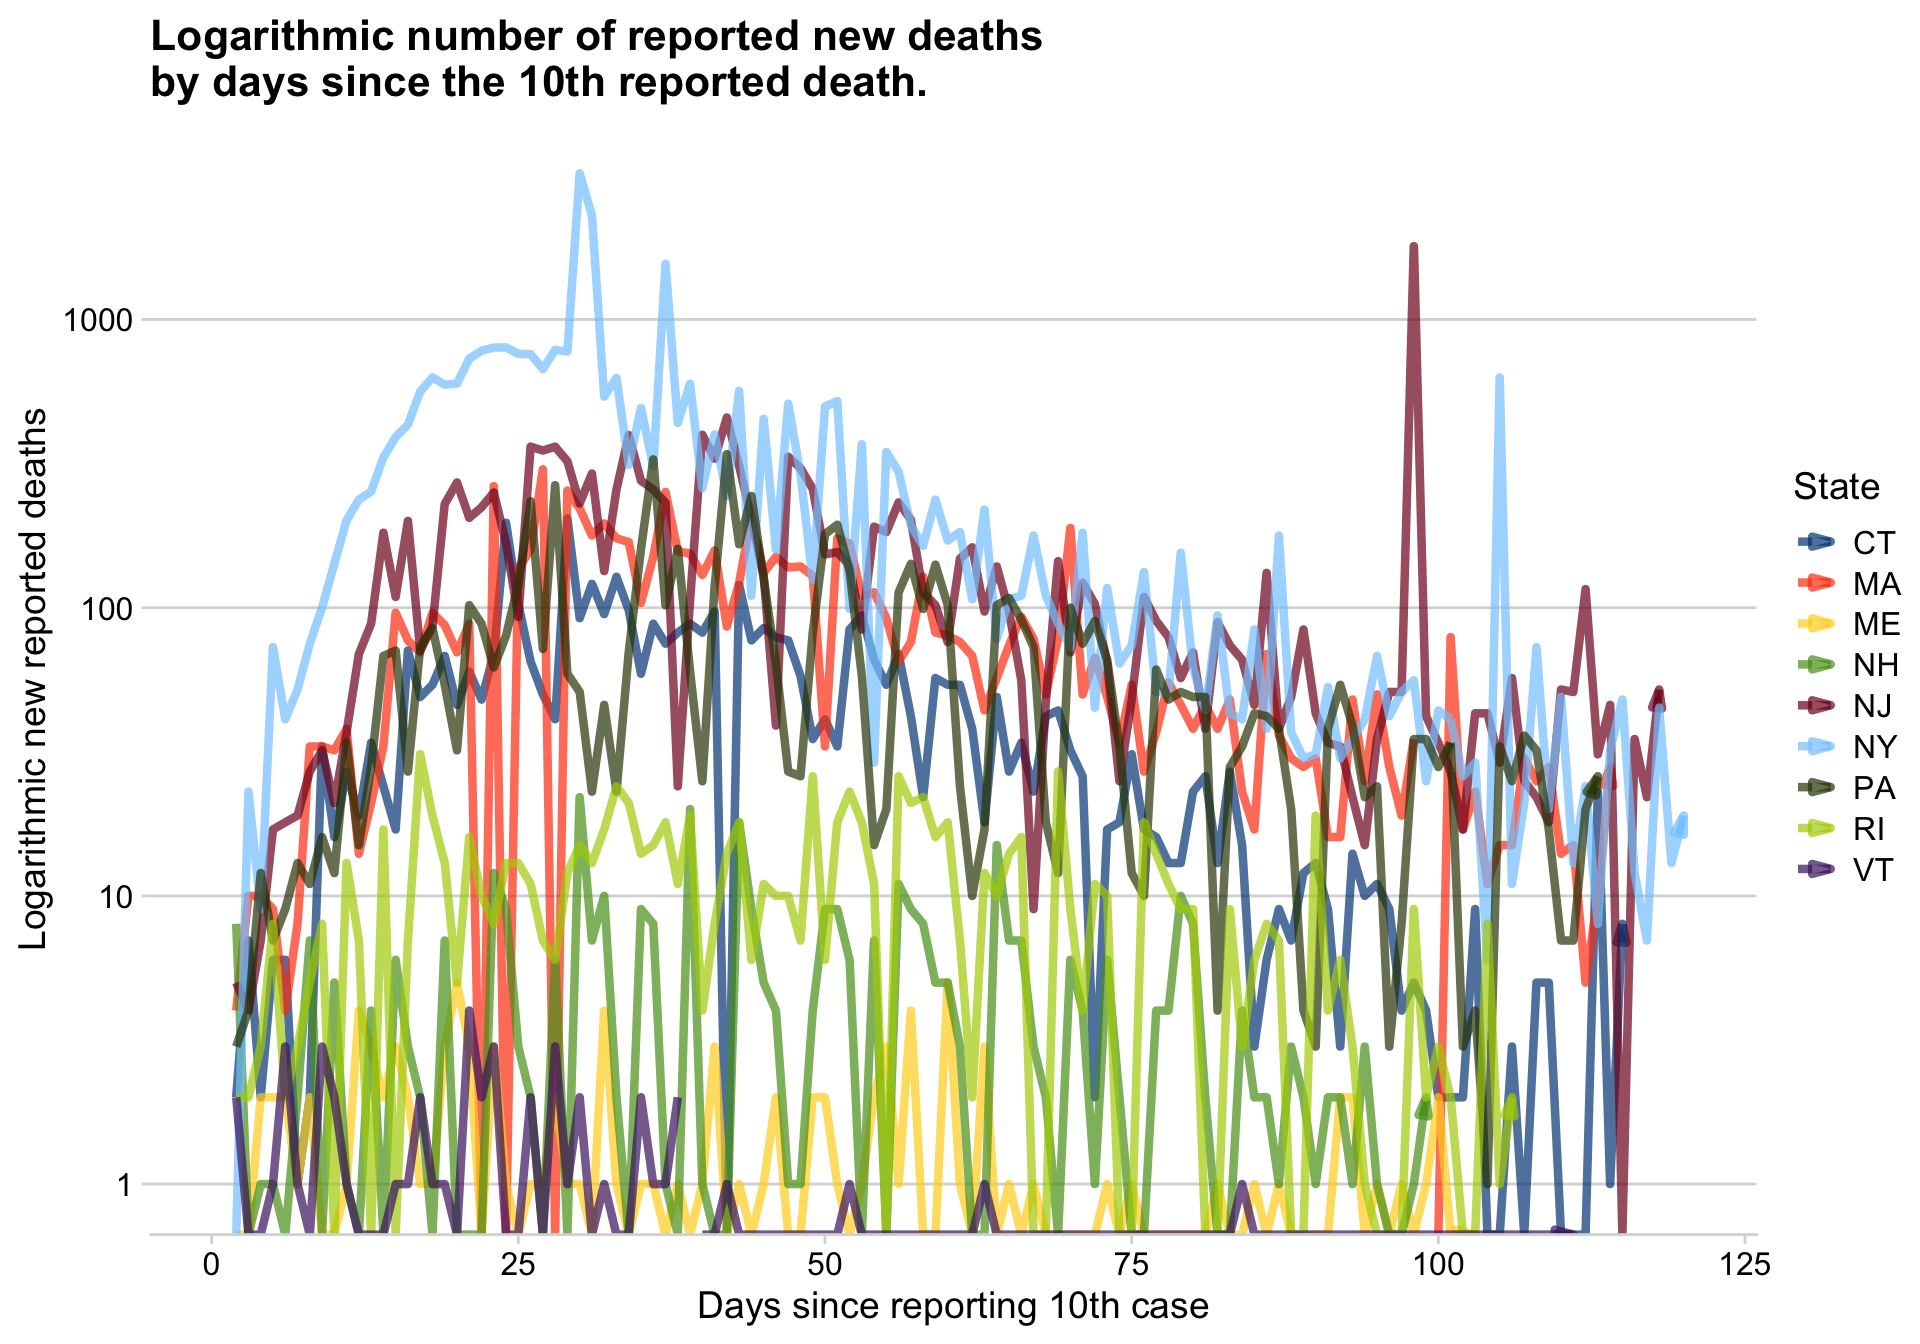 Logarithmic number of reported new deaths
by days since the 10th reported death.
Logarithmic new reported deaths
1000
100
10
1
0
25
50
75
100
125
Days since reporting 10th case
State
CT
MA
ME
NH
NJ
NY
PA
RI
VT